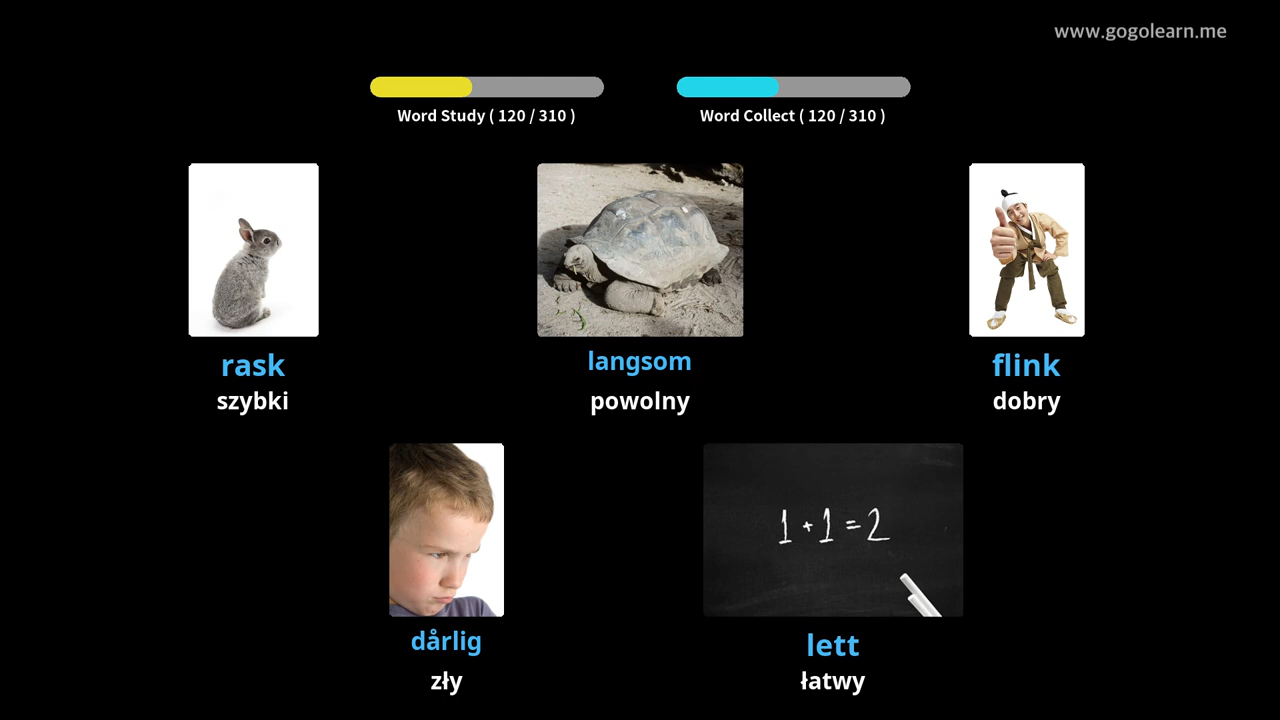 www.gogolearn.me
Word Study ( 120 / 310 )
Word Collect ( 120 / 310 )
rask
szybki
langsom
powolny
flink
dobry
1 + 1 = 2
dårlig
zły
lett
łatwy